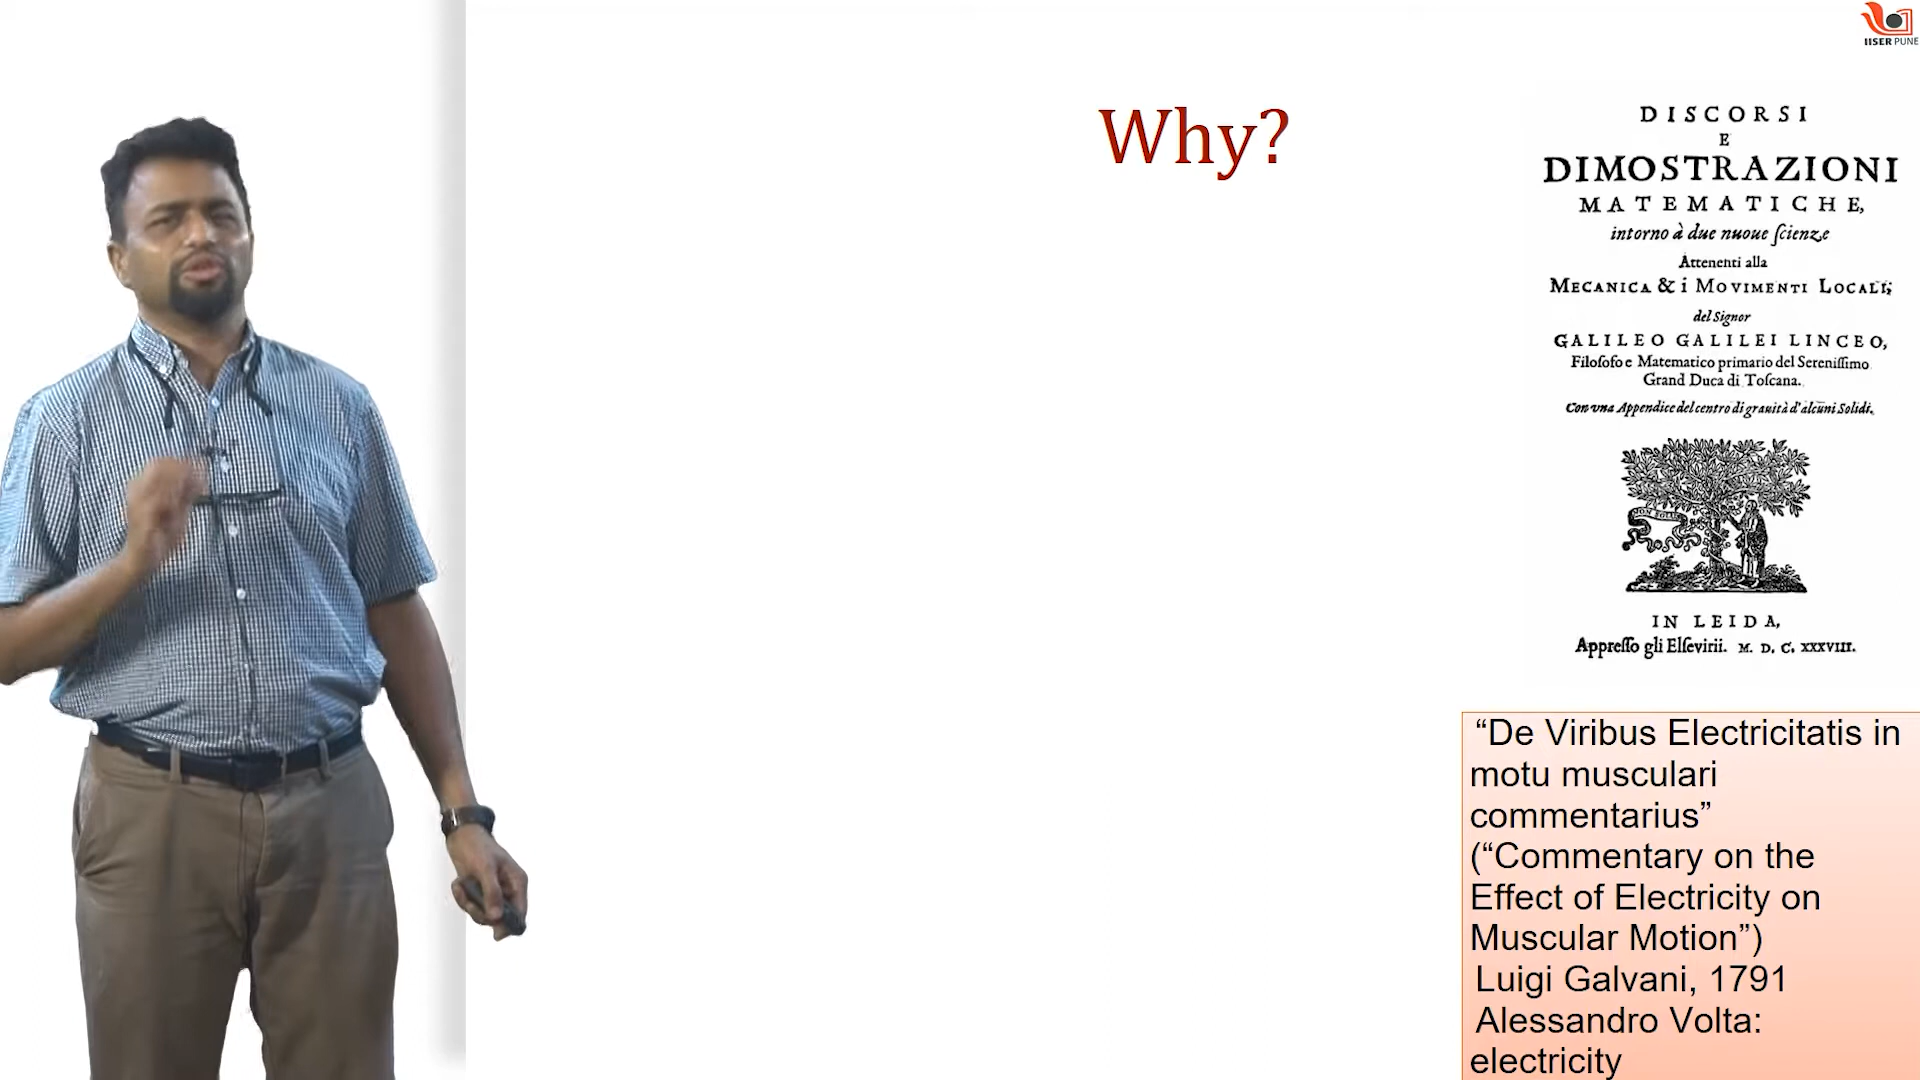 IISER PUNE
Why?
DISCORSI
E
DIMOSTRAZIONI
MATEMATICHE,
intorno à due nuoue ſcienze
Attenenti alla
MECANICA & i MOVIMENTI LOCALI;
del Signor
GALILEO GALILEI LINCEO,
Filoſofo e Matematico primario del Sereniſſimo
Grand Duca di Toſcana.
Con vna Appendice del centro di grauità d'alcuni Solidi.
NON SOLUS
IN LEIDA,
Appreſſo gli Elſevirii. M. D. C. XXXVIII.
“De Viribus Electricitatis in
motu musculari
commentarius”
(“Commentary on the
Effect of Electricity on
Muscular Motion”)
Luigi Galvani, 1791
Alessandro Volta:
electricity